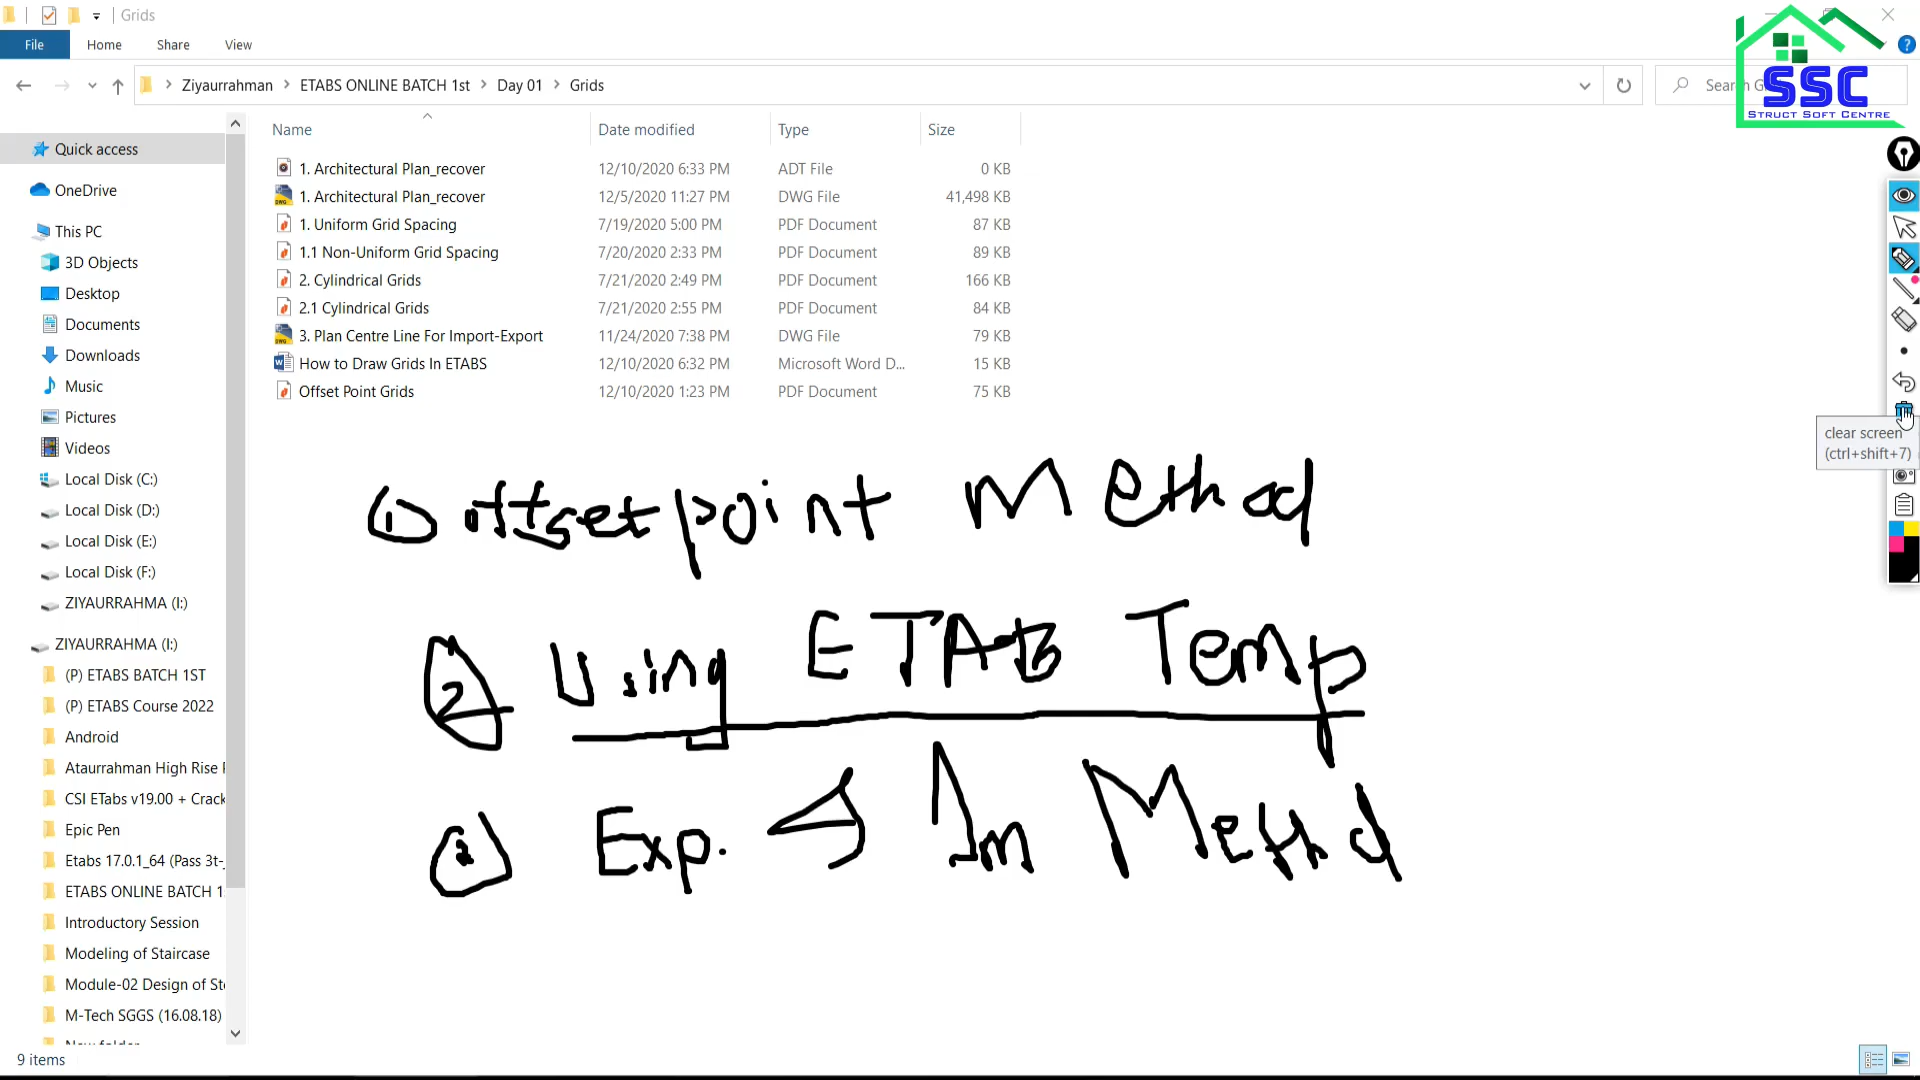 Grids
File Home Share View
Ziyaurrahman > ETABS ONLINE BATCH 1st > Day 01 > Grids
Search G
SSC
STRUCT SOFT CENTRE
Name Date modified Type Size
1. Architectural Plan_recover 12/10/2020 6:33 PM ADT File 0 KB
1. Architectural Plan_recover 12/5/2020 11:27 PM DWG File 41,498 KB
1. Uniform Grid Spacing 7/19/2020 5:00 PM PDF Document 87 KB
1.1 Non-Uniform Grid Spacing 7/20/2020 2:33 PM PDF Document 89 KB
2. Cylindrical Grids 7/21/2020 2:49 PM PDF Document 166 KB
2.1 Cylindrical Grids 7/21/2020 2:55 PM PDF Document 84 KB
3. Plan Centre Line For Import-Export 11/24/2020 7:38 PM DWG File 79 KB
How to Draw Grids In ETABS 12/10/2020 6:32 PM Microsoft Word D... 15 KB
Offset Point Grids 12/10/2020 1:23 PM PDF Document 75 KB
Quick access
OneDrive
This PC
3D Objects
Desktop
Documents
Downloads
Music
Pictures
Videos
Local Disk (C:)
Local Disk (D:)
Local Disk (E:)
Local Disk (F:)
ZIYAURRAHMA (I:)
ZIYAURRAHMA (I:)
(P) ETABS BATCH 1ST
(P) ETABS Course 2022
Android
Ataurrahman High Rise
CSI ETabs v19.00 + Crack
Epic Pen
Etabs 17.0.1_64 (Pass 3t-
ETABS ONLINE BATCH 1
Introductory Session
Modeling of Staircase
Module-02 Design of St
M-Tech SGGS (16.08.18)
clear screen
(ctrl+shift+7)
1 offsetpoint Method
2 Using ETAB Temp
Exp. Im Method
9 items